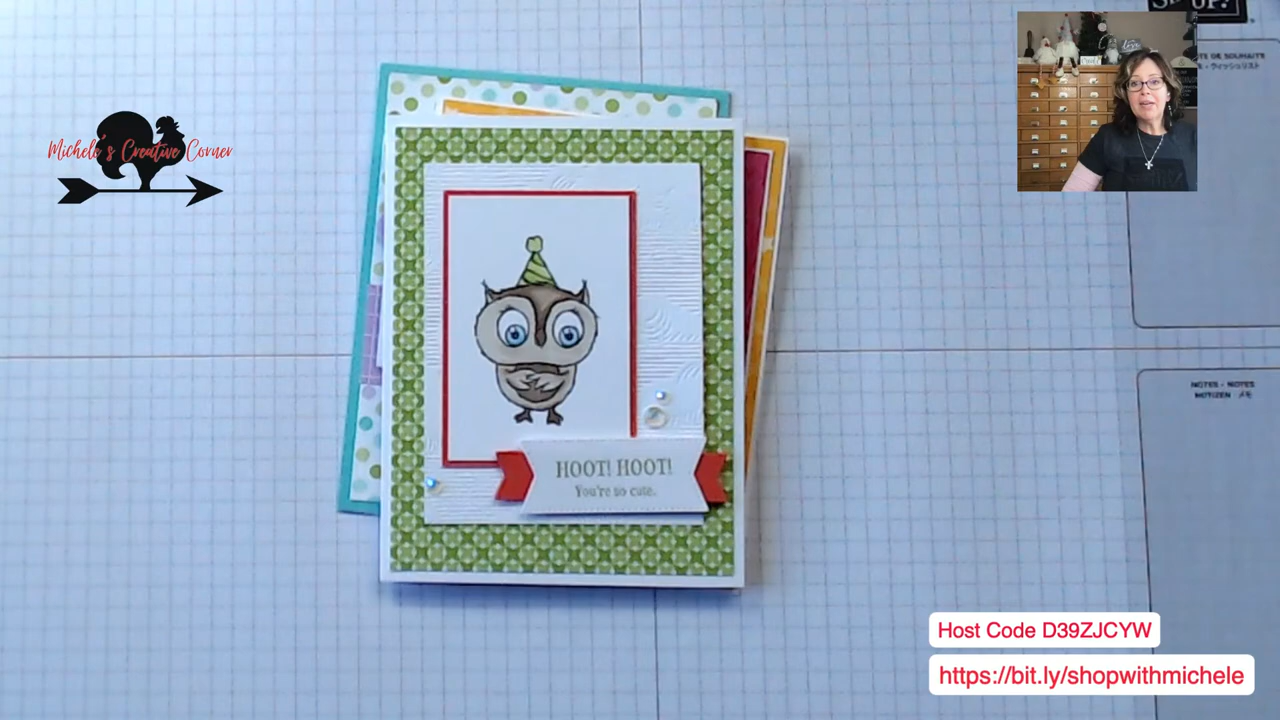 Michele's Creative Corner
HOOT! HOOT!
You're so cute.
NOTES - NOTES
NOTIZEN
Host Code D39ZJCYW
https://bit.ly/shopwithmichele